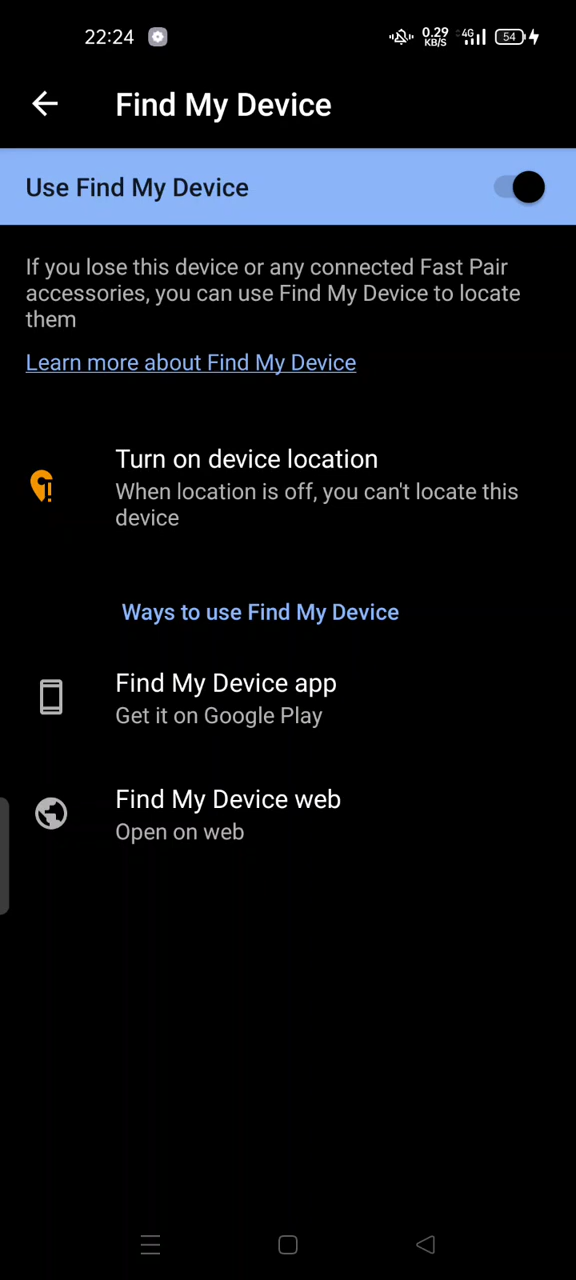 22:24
0.29
KB/S
4G
54
Find My Device
Use Find My Device
If you lose this device or any connected Fast Pair
accessories, you can use Find My Device to locate
them
Learn more about Find My Device
Turn on device location
When location is off, you can't locate this
device
Ways to use Find My Device
Find My Device app
Get it on Google Play
Find My Device web
Open on web